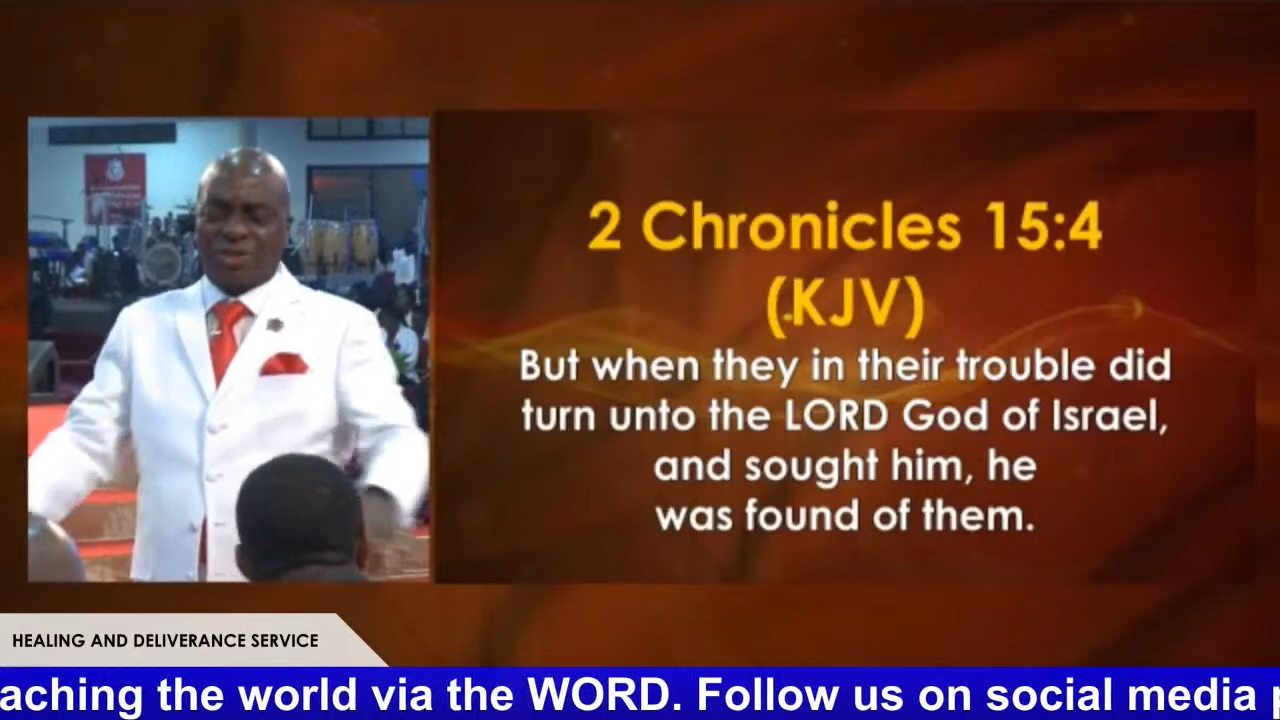 2 Chronicles 15:4
(KJV)
But when they in their trouble did
turn unto the LORD God of Israel,
and sought him, he
was found of them.
HEALING AND DELIVERANCE SERVICE
aching the world via the WORD. Follow us on social media